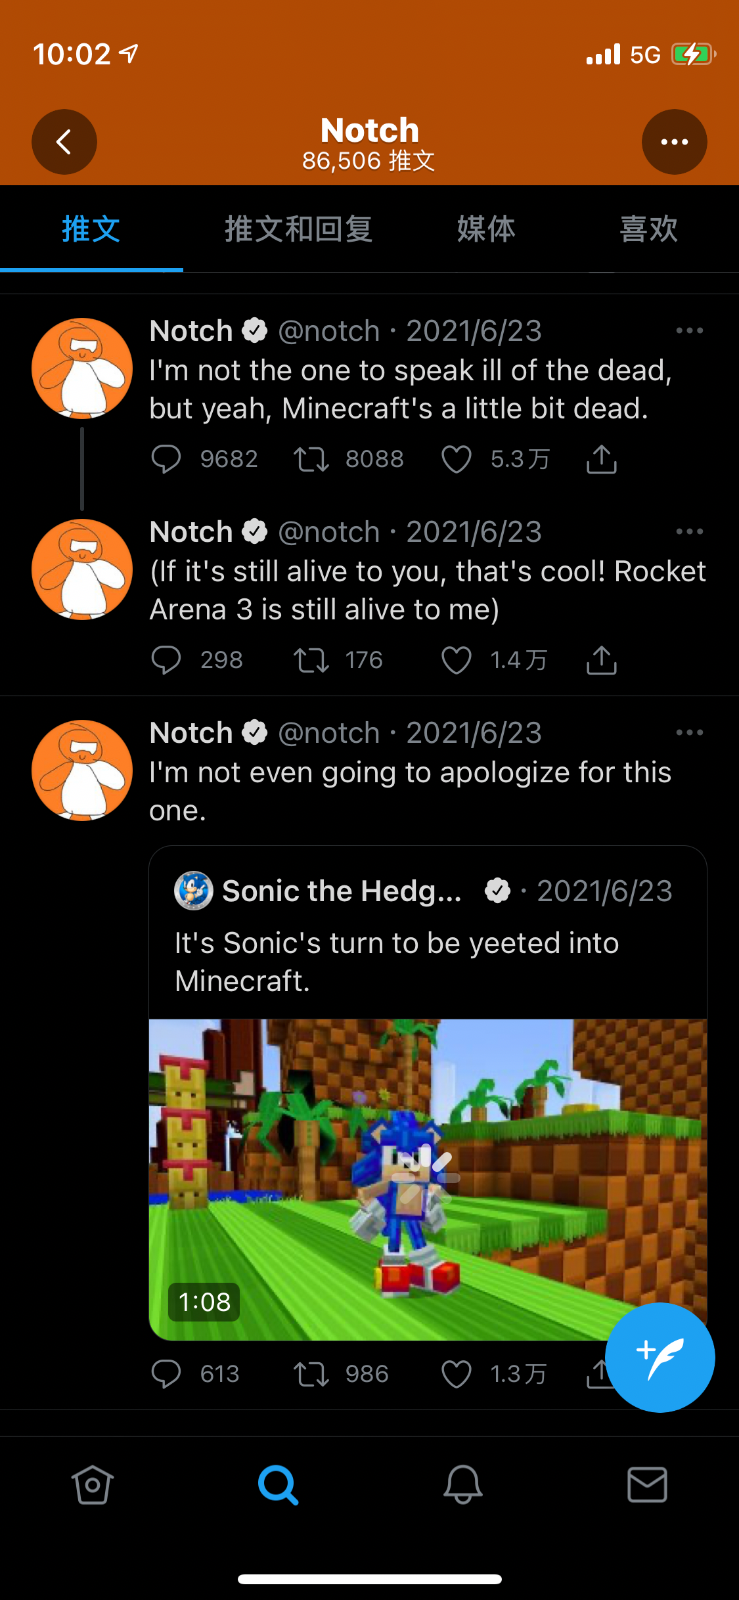 10:02
5G
Notch
86,506 推文
推文 推文和回复 媒体 喜欢
Notch @notch · 2021/6/23
I'm not the one to speak ill of the dead,
but yeah, Minecraft's a little bit dead.
9682 8088 5.3万
Notch @notch · 2021/6/23
(If it's still alive to you, that's cool! Rocket
Arena 3 is still alive to me)
298 176 1.4万
Notch @notch · 2021/6/23
I'm not even going to apologize for this
one.
Sonic the Hedg... · 2021/6/23
It's Sonic's turn to be yeeted into
Minecraft.
1:08
613 986 1.3万